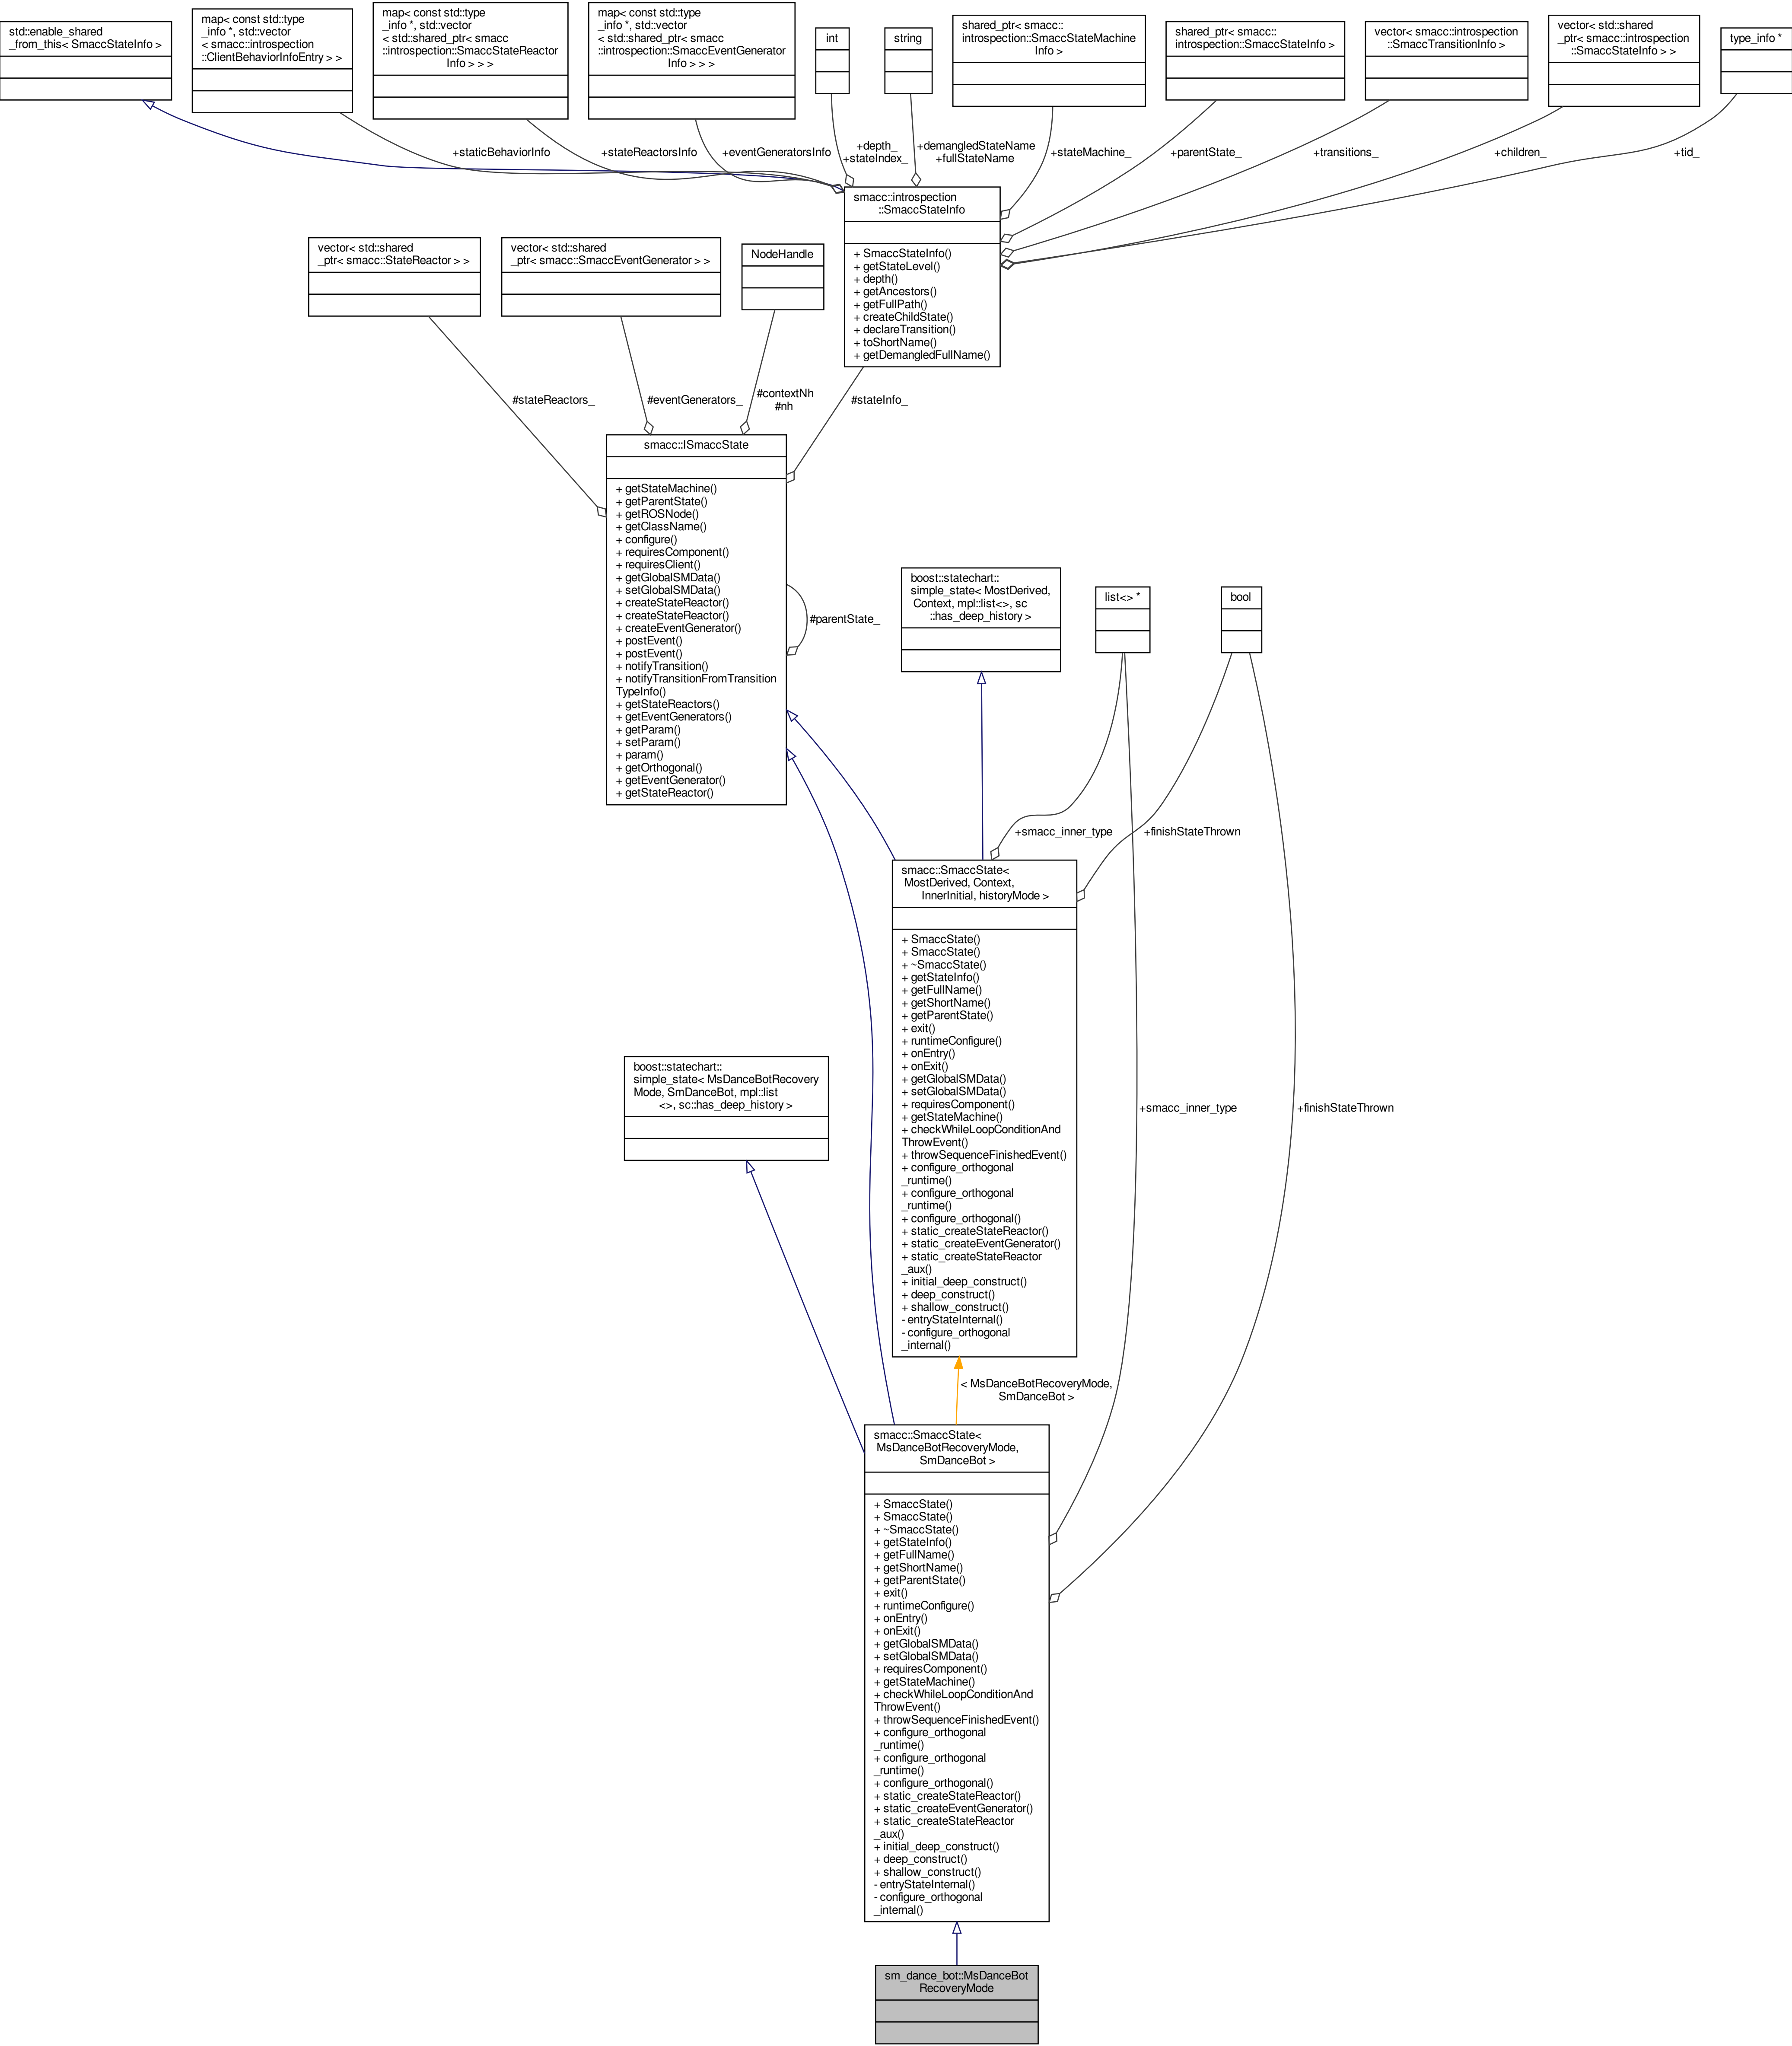 std::enable_shared
_from_this< SmaccStateInfo >
map< const std::type
_info *, std::vector
< smacc::introspection
::ClientBehaviorInfoEntry > >
map< const std::type
_info *, std::vector
< std::shared_ptr< smacc
::introspection::SmaccStateReactor
Info > > >
map< const std::type
_info *, std::vector
< std::shared_ptr< smacc
::introspection::SmaccEventGenerator
Info > > >
int
string
shared_ptr< smacc::
introspection::SmaccStateMachine
Info >
shared_ptr< smacc::
introspection::SmaccStateInfo >
vector< smacc::introspection
::SmaccTransitionInfo >
vector< std::shared
_ptr< smacc::introspection
::SmaccStateInfo > >
type_info *
+staticBehaviorInfo
+stateReactorsInfo
+eventGeneratorsInfo
+depth_
+stateIndex_
+demangledStateName
+fullStateName
+stateMachine_
+parentState_
+transitions_
+children_
+tid_
smacc::introspection
::SmaccStateInfo
+ SmaccStateInfo()
+ getStateLevel()
+ depth()
+ getAncestors()
+ getFullPath()
+ createChildState()
+ declareTransition()
+ toShortName()
+ getDemangledFullName()
vector< std::shared
_ptr< smacc::StateReactor > >
vector< std::shared
_ptr< smacc::SmaccEventGenerator > >
NodeHandle
#stateReactors_
#eventGenerators_
#contextNh
#nh
#stateInfo_
smacc::ISmaccState
+ getStateMachine()
+ getParentState()
+ getROSNode()
+ getClassName()
+ configure()
+ requiresComponent()
+ requiresClient()
+ getGlobalSMData()
+ setGlobalSMData()
+ createStateReactor()
+ createStateReactor()
+ createEventGenerator()
+ postEvent()
+ postEvent()
+ notifyTransition()
+ notifyTransitionFromTransition
TypeInfo()
+ getStateReactors()
+ getEventGenerators()
+ getParam()
+ setParam()
+ param()
+ getOrthogonal()
+ getEventGenerator()
+ getStateReactor()
#parentState_
boost::statechart::
simple_state< MostDerived,
Context, mpl::list<>, sc
::has_deep_history >
list<> *
bool
+smacc_inner_type
+finishStateThrown
smacc::SmaccState<
MostDerived, Context,
InnerInitial, historyMode >
+ SmaccState()
+ SmaccState()
+ ~SmaccState()
+ getStateInfo()
+ getFullName()
+ getShortName()
+ getParentState()
+ exit()
+ runtimeConfigure()
+ onEntry()
+ onExit()
+ getGlobalSMData()
+ setGlobalSMData()
+ requiresComponent()
+ getStateMachine()
+ checkWhileLoopConditionAnd
ThrowEvent()
+ throwSequenceFinishedEvent()
+ configure_orthogonal
_runtime()
+ configure_orthogonal
_runtime()
+ configure_orthogonal()
+ static_createStateReactor()
+ static_createEventGenerator()
+ static_createStateReactor
_aux()
+ initial_deep_construct()
+ deep_construct()
+ shallow_construct()
- entryStateInternal()
- configure_orthogonal
_internal()
boost::statechart::
simple_state< MsDanceBotRecovery
Mode, SmDanceBot, mpl::list
<>, sc::has_deep_history >
+smacc_inner_type
+finishStateThrown
< MsDanceBotRecoveryMode,
SmDanceBot >
smacc::SmaccState<
MsDanceBotRecoveryMode,
SmDanceBot >
+ SmaccState()
+ SmaccState()
+ ~SmaccState()
+ getStateInfo()
+ getFullName()
+ getShortName()
+ getParentState()
+ exit()
+ runtimeConfigure()
+ onEntry()
+ onExit()
+ getGlobalSMData()
+ setGlobalSMData()
+ requiresComponent()
+ getStateMachine()
+ checkWhileLoopConditionAnd
ThrowEvent()
+ throwSequenceFinishedEvent()
+ configure_orthogonal
_runtime()
+ configure_orthogonal
_runtime()
+ configure_orthogonal()
+ static_createStateReactor()
+ static_createEventGenerator()
+ static_createStateReactor
_aux()
+ initial_deep_construct()
+ deep_construct()
+ shallow_construct()
- entryStateInternal()
- configure_orthogonal
_internal()
sm_dance_bot::MsDanceBot
RecoveryMode